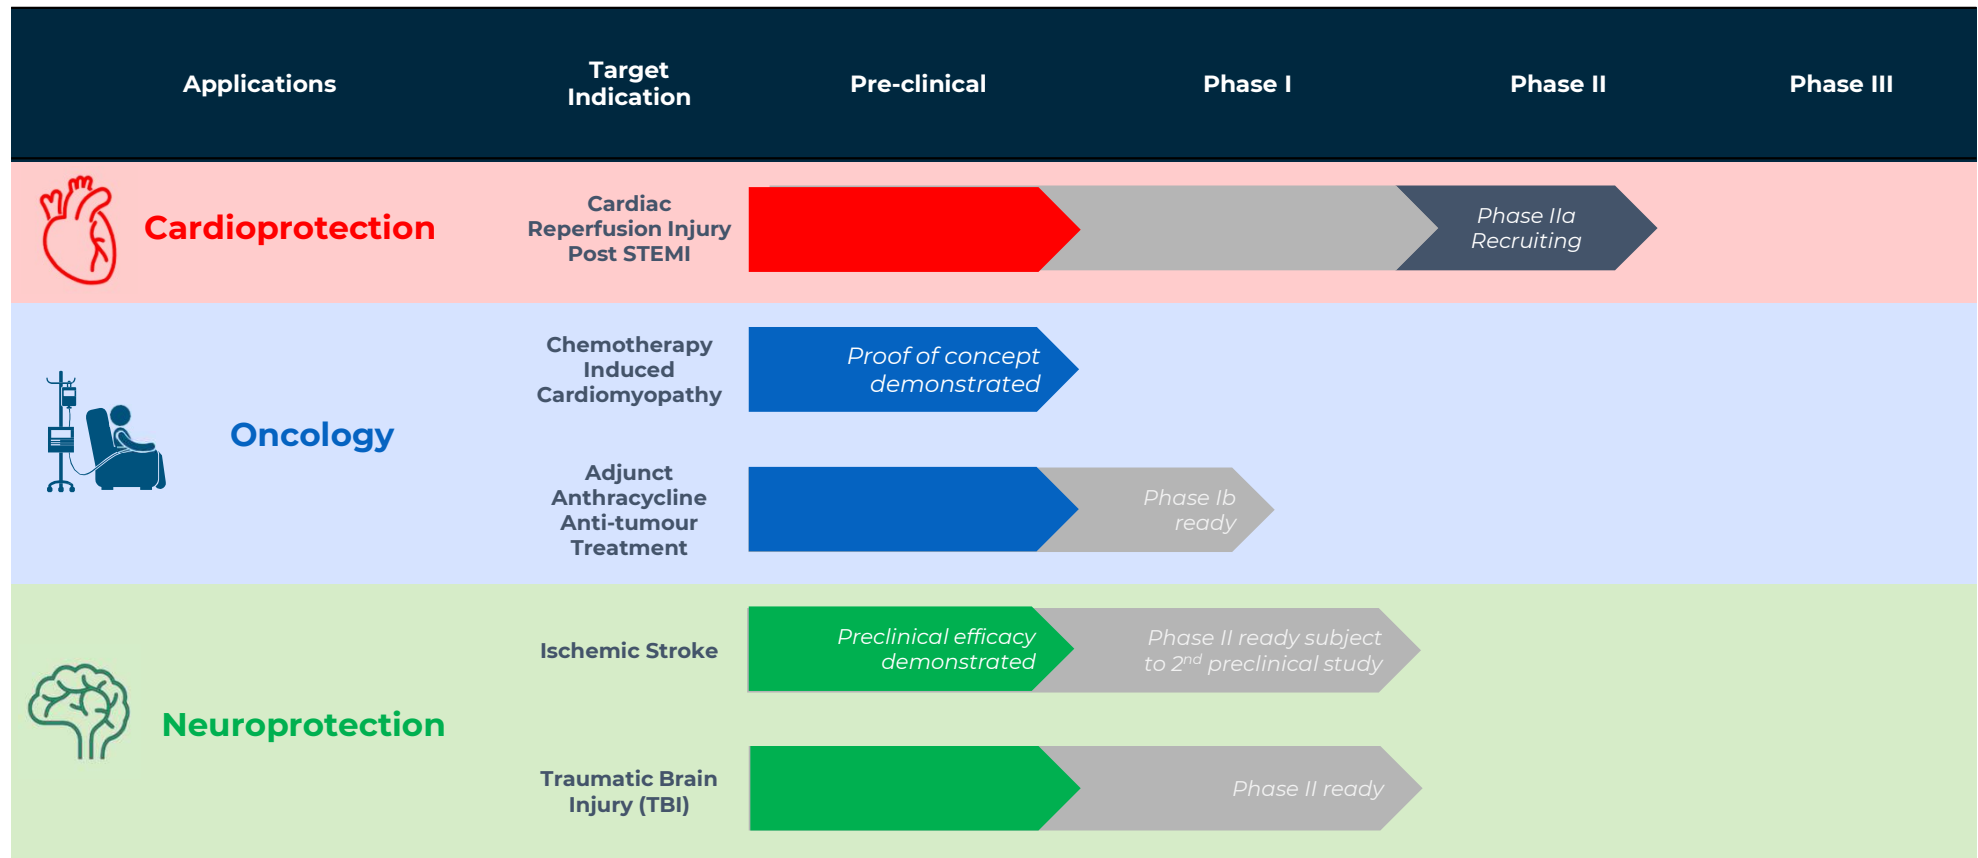 Applications
Target
Indication
Pre-clinical
Phase I
Phase II
Phase III
Cardioprotection
Cardiac
Reperfusion Injury
Post STEMI
Phase IIa
Recruiting
Oncology
Chemotherapy
Induced
Cardiomyopathy
Proof of concept
demonstrated
Adjunct
Anthracycline
Anti-tumour
Treatment
Phase Ib
ready
Neuroprotection
Ischemic Stroke
Preclinical efficacy
demonstrated
Phase II ready subject
to 2nd preclinical study
Traumatic Brain
Injury (TBI)
Phase II ready